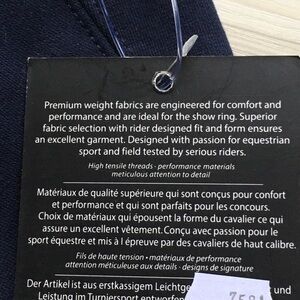 Premium weight fabrics are engineered for comfort and
performance and are ideal for the show ring. Superior
fabric selection with rider designed fit and form ensures
an excellent garment. Designed with passion for equestrian
sport and field tested by serious riders.
High tensile threads · performance materials
meticulous attention to detail
Matériaux de qualité supérieure qui sont conçus pour confort
et performance et sont parfaits pour les concours.
Choix de matériaux qui épousent la forme du cavalier ce qui
assure un excellent vêtement. Conçu avec passion pour le
sport équestre et mis à l épreuve par des cavaliers de haut calibre.
Fils de haute tension · matériaux de performance
attention méticuleuse aux détails · designs de signature
Der Artikel ist aus erstkassigem Leichtge
Leistung im Turniersport entworfen